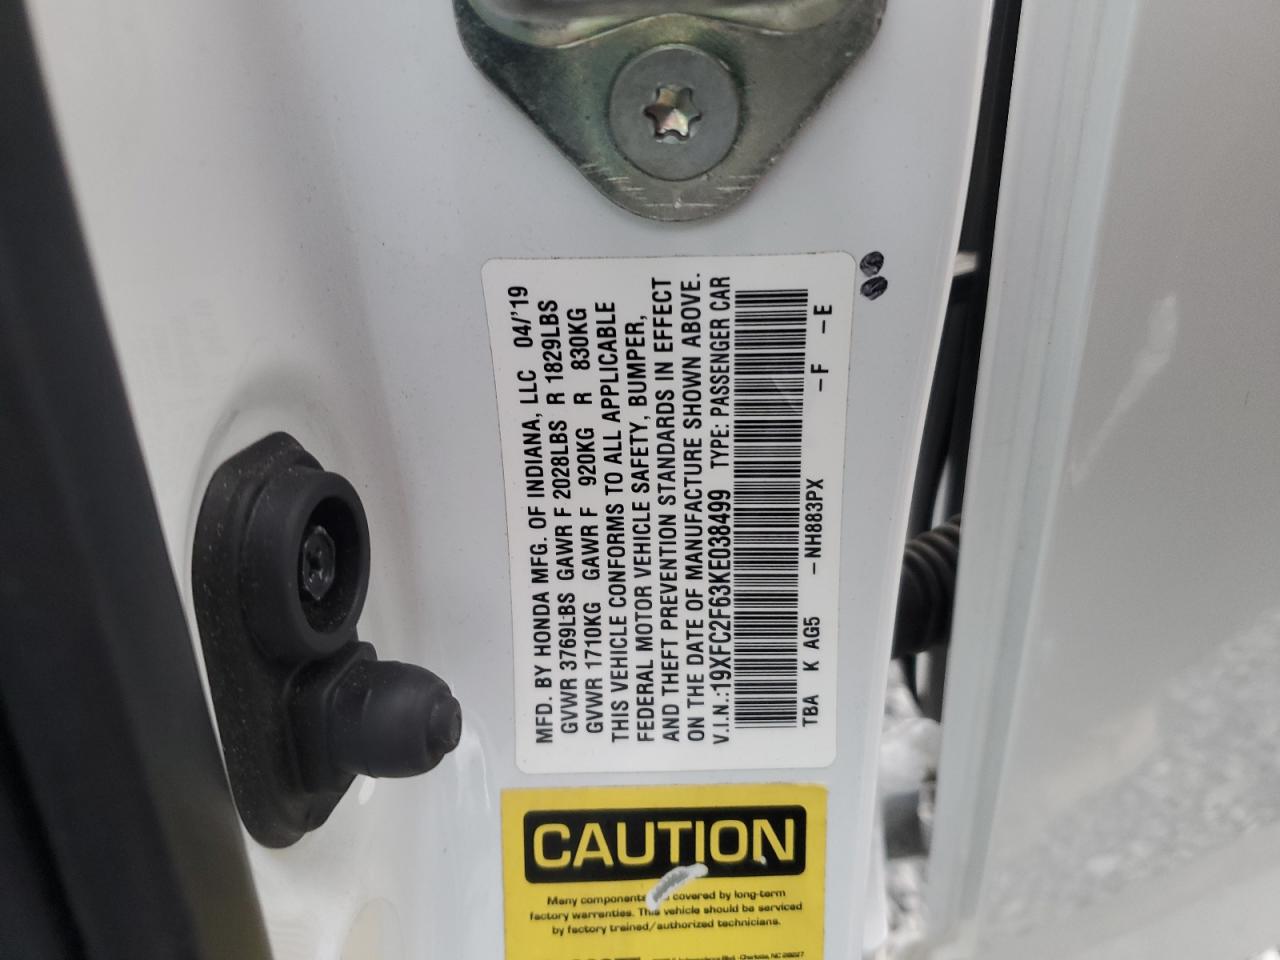 MFD. BY HONDA MFG. OF INDIANA, LLC 04/'19
GVWR 3769LBS GAWR F 2028LBS R 1829LBS
GVWR 1710KG GAWR F 920KG R 830KG
THIS VEHICLE CONFORMS TO ALL APPLICABLE
FEDERAL MOTOR VEHICLE SAFETY, BUMPER,
AND THEFT PREVENTION STANDARDS IN EFFECT
ON THE DATE OF MANUFACTURE SHOWN ABOVE.
V.I.N.:19XFC2F63KE038499 TYPE: PASSENGER CAR
TBA K AG5 -NH883PX -F -E
CAUTION
Many components covered by long-term
factory warranties. This vehicle should be serviced
by factory trained/authorized technicians.
Charlotte, NC 28227